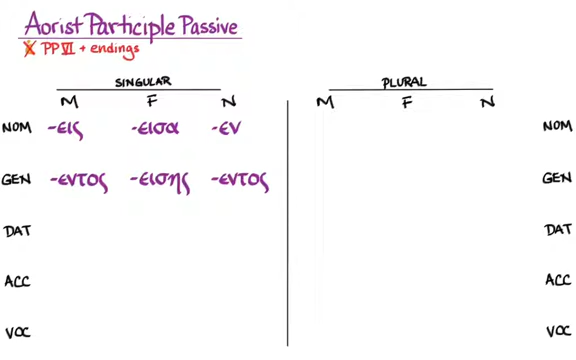 Aorist Participle Passive
* PP VI + endings
SINGULAR PLURAL
M F N M F N
NOM -εις -εισα -εν NOM
GEN -εντος -εισης -εντος GEN
DAT DAT
ACC ACC
VOC VOC